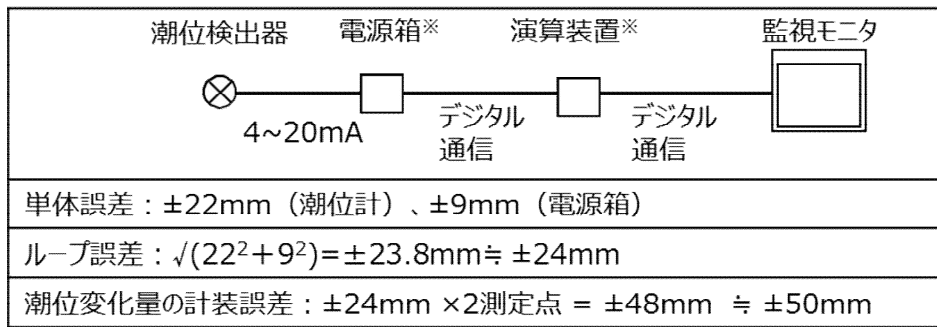 潮位検出器 電源箱※ 演算装置※ 監視モニタ
4~20mA
デジタル
通信
デジタル
通信
単体誤差：±22mm（潮位計）、±9mm（電源箱）
ループ誤差：√(22²＋9²)=±23.8mm≒ ±24mm
潮位変化量の計装誤差：±24mm ×2測定点 = ±48mm ≒ ±50mm